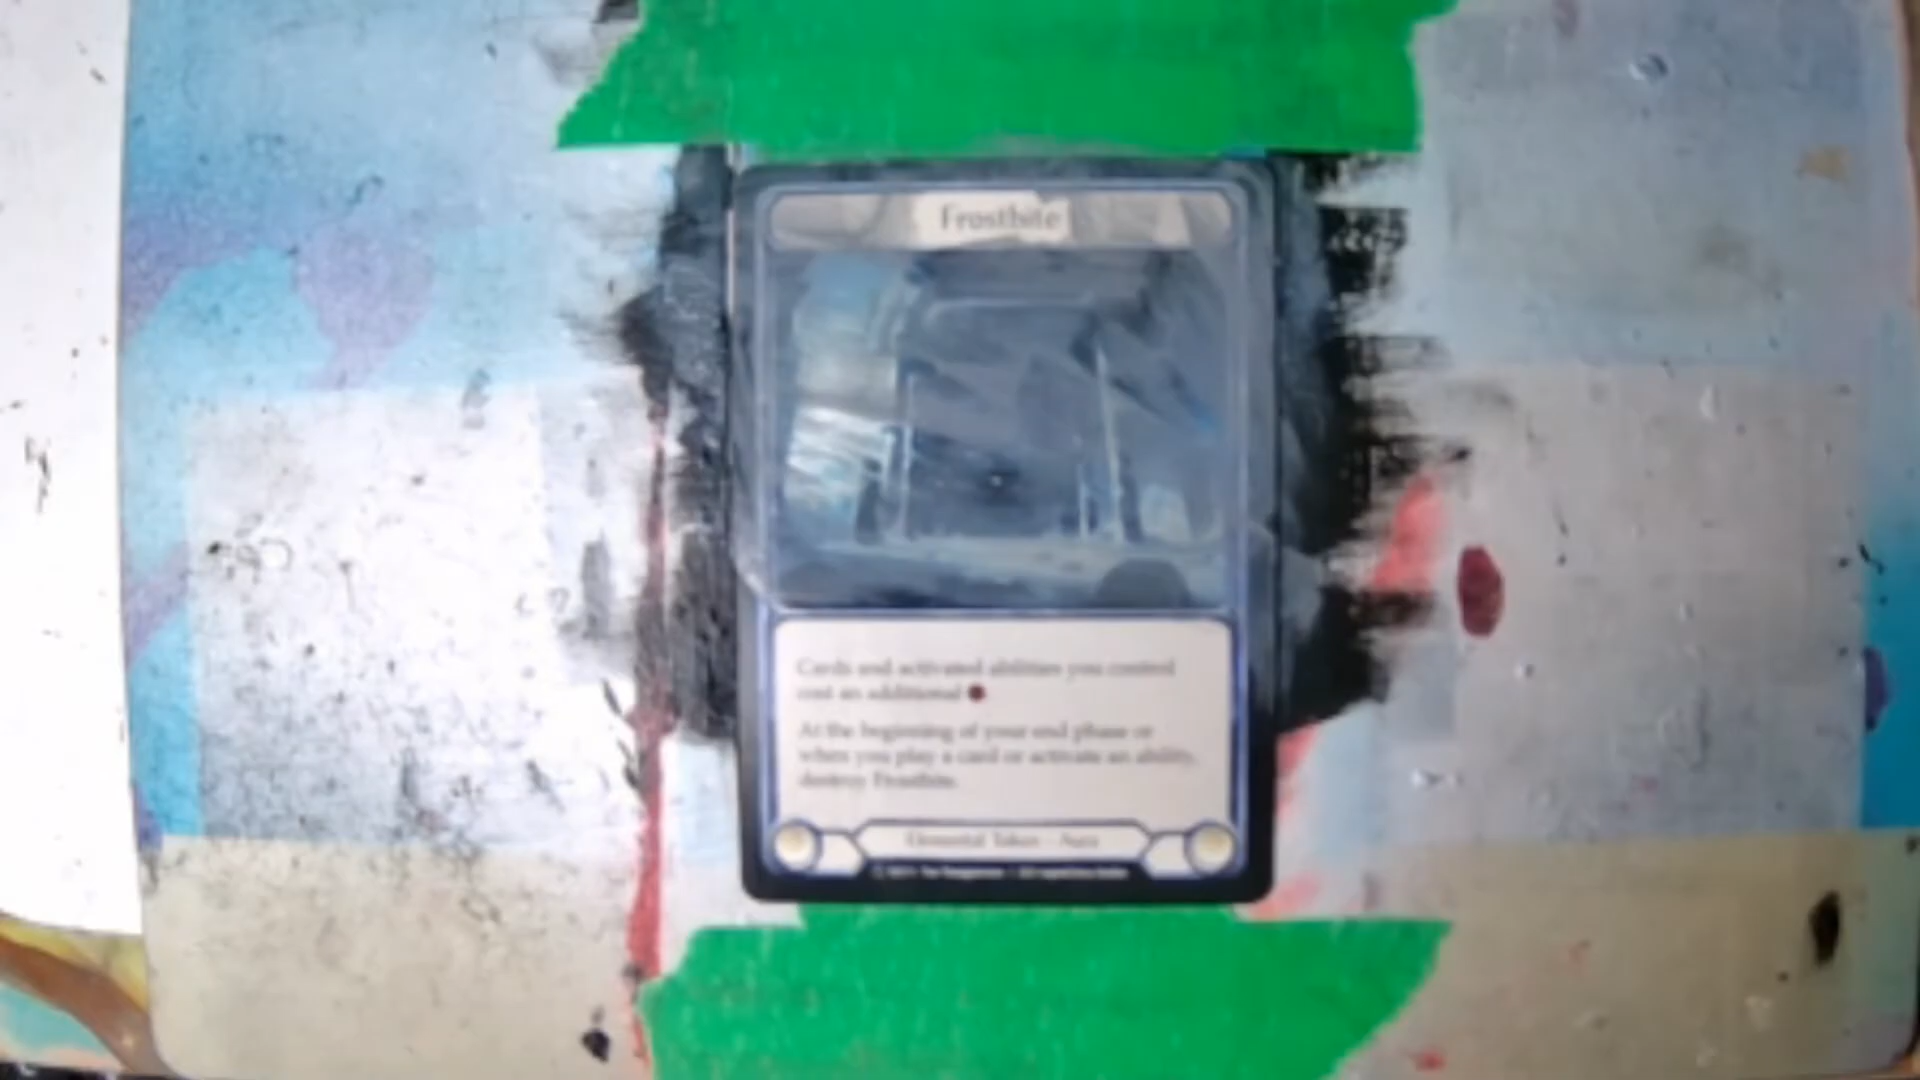 Frostbite
Cards and activated abilities you control
cost an additional
At the beginning of your end phase or
when you play a card or activate an ability,
destroy Frostbite.
Elemental Token – Aura